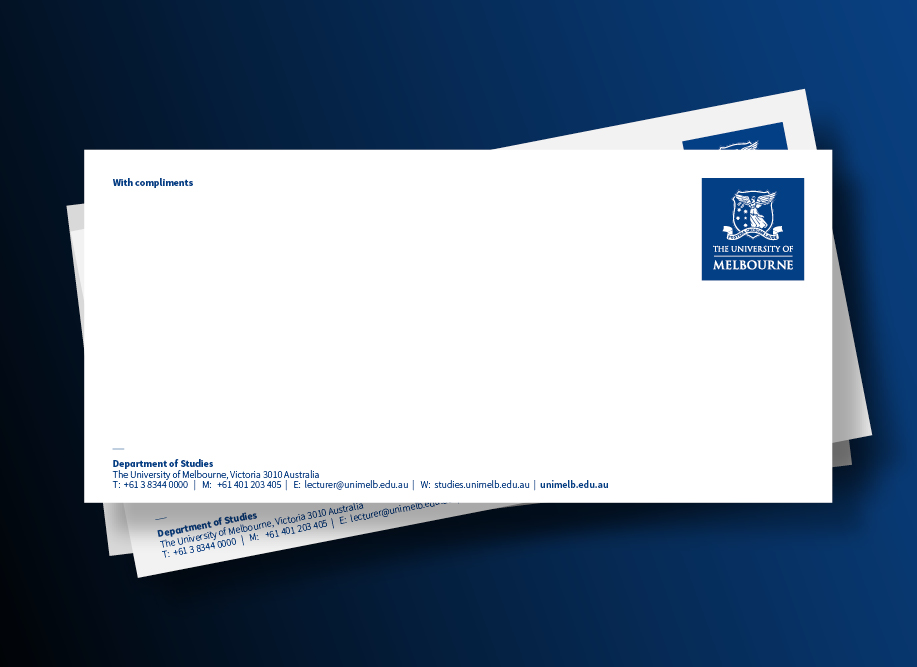 With compliments
THE UNIVERSITY OF
MELBOURNE
Department of Studies
The University of Melbourne, Victoria 3010 Australia
T: +61 3 8344 0000 | M: +61 401 203 405 | E: lecturer@unimelb.edu.au | W: studies.unimelb.edu.au | unimelb.edu.au
Department of Studies
The University of Melbourne, Victoria 3010 Australia
T: +61 3 8344 0000 | M: +61 401 203 405 | E: lecturer@unimelb.edu.